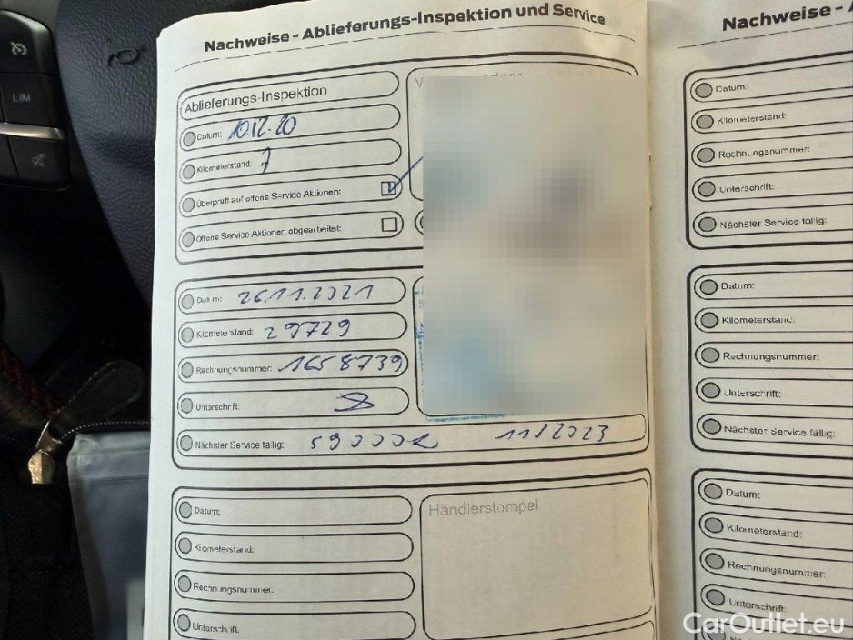 LIM
Nachweise - Ablieferungs-Inspektion und Service
Ablieferungs-Inspektion
Datum: 10.12.20
Kilometerstand: 7
Überprüft auf offene Service Aktionen:
Offene Service Aktionen abgearbeitet:
Datum: 26.11.2021
Kilometerstand: 29729
Rechnungsnummer: 1658739
Unterschrift:
Nächster Service fällig: 11/2023
Datum:
Kilometerstand:
Rechnungsnummer:
Unterschrift:
Händlerstempel
Nachweise - A
Datum:
Kilometerstand:
Rechnungsnummer:
Unterschrift:
Nächster Service fällig:
Datum:
Kilometerstand:
Rechnungsnummer:
Unterschrift:
Nächster Service fällig:
Datum:
Kilometerstand:
Rechnungsnummer:
Unterschrift:
CarOutlet.eu